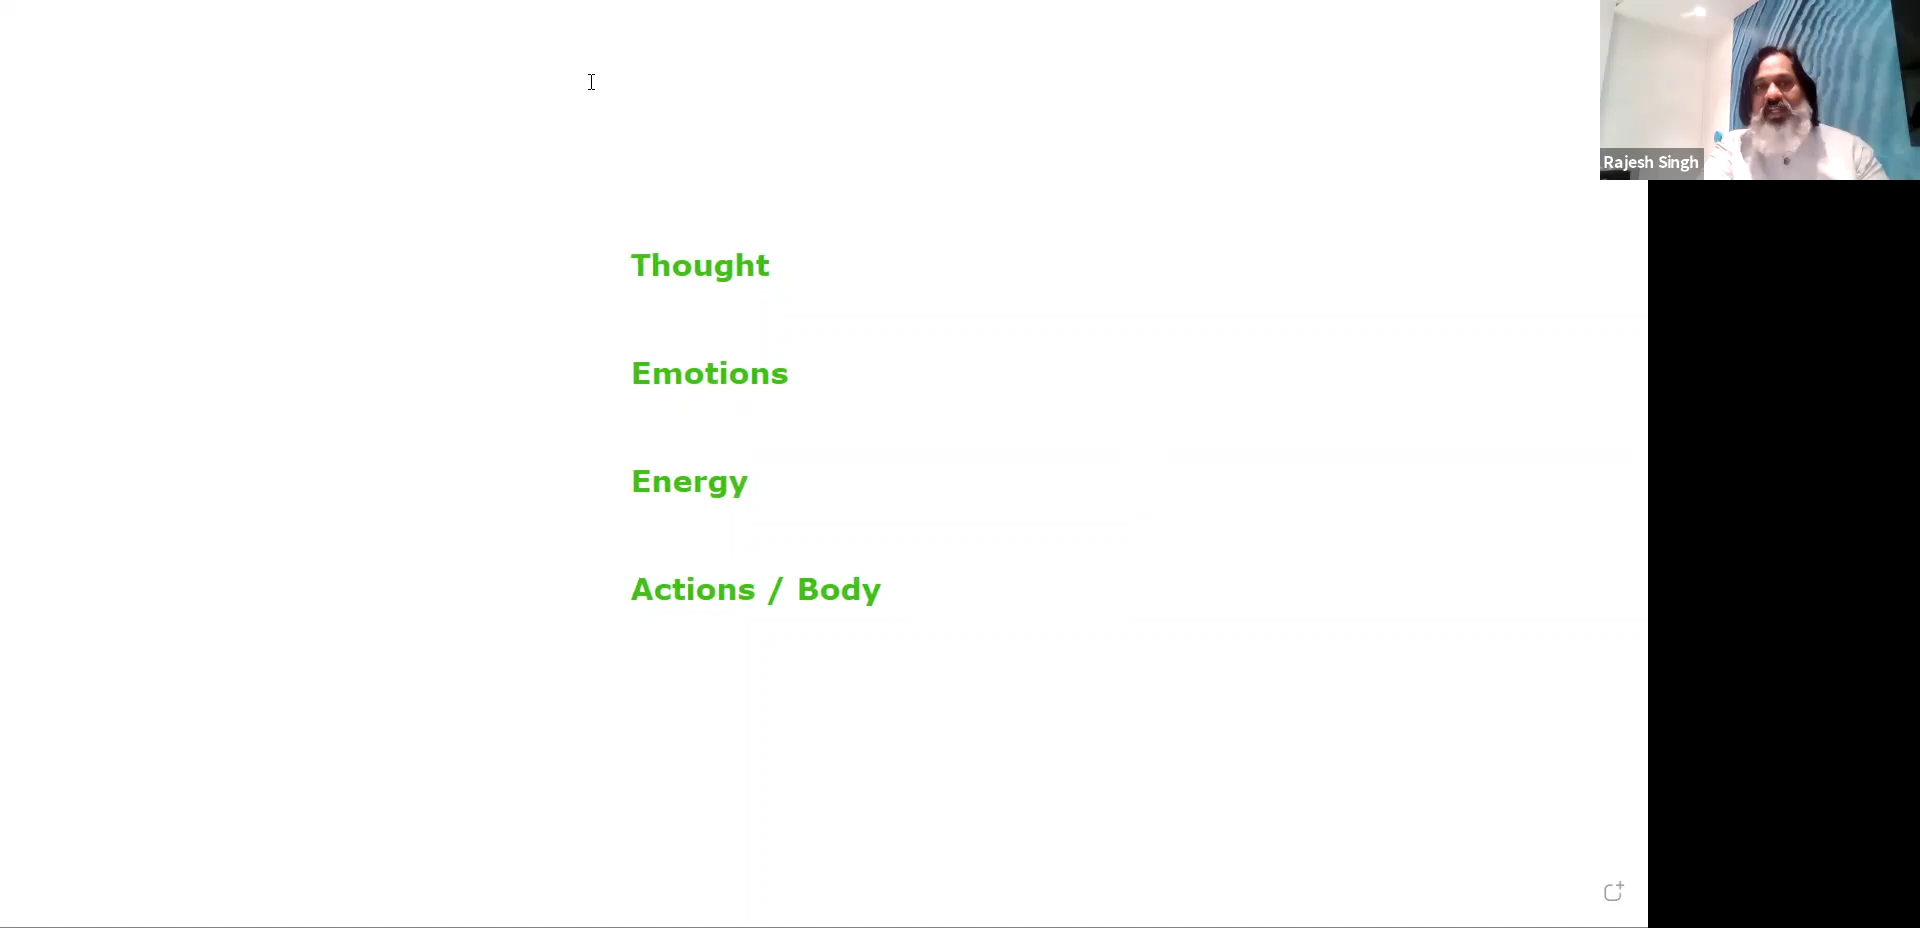 Rajesh Singh
Thought
Emotions
Energy
Actions / Body